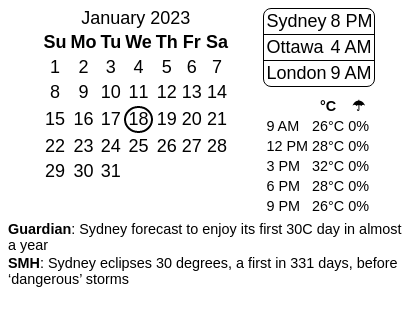 January 2023
Su Mo Tu We Th Fr Sa
1 2 3 4 5 6 7
8 9 10 11 12 13 14
15 16 17 18 19 20 21
22 23 24 25 26 27 28
29 30 31
Sydney 8 PM
Ottawa 4 AM
London 9 AM
°C ☂
9 AM 26°C 0%
12 PM 28°C 0%
3 PM 32°C 0%
6 PM 28°C 0%
9 PM 26°C 0%
Guardian: Sydney forecast to enjoy its first 30C day in almost
a year
SMH: Sydney eclipses 30 degrees, a first in 331 days, before
‘dangerous’ storms